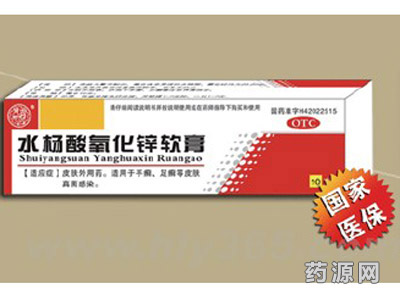 请仔细阅读说明书并按说明使用或在药师指导下购买和使用
国药准字H42022515
OTC
水杨酸氧化锌软膏
Shuiyangsuan Yanghuaxin Ruangao
【适应症】皮肤外用药。适用于手癣、足癣等皮肤
真菌感染。
10
国家
医保
药源网